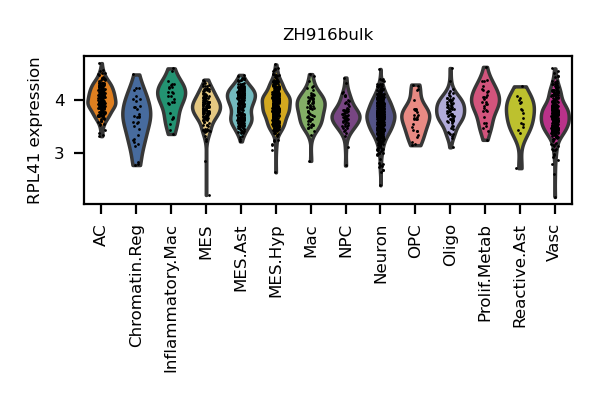 ZH916bulk
RPL41 expression
4
3
AC
Chromatin.Reg
Inflammatory.Mac
MES
MES.Ast
MES.Hyp
Mac
NPC
Neuron
OPC
Oligo
Prolif.Metab
Reactive.Ast
Vasc